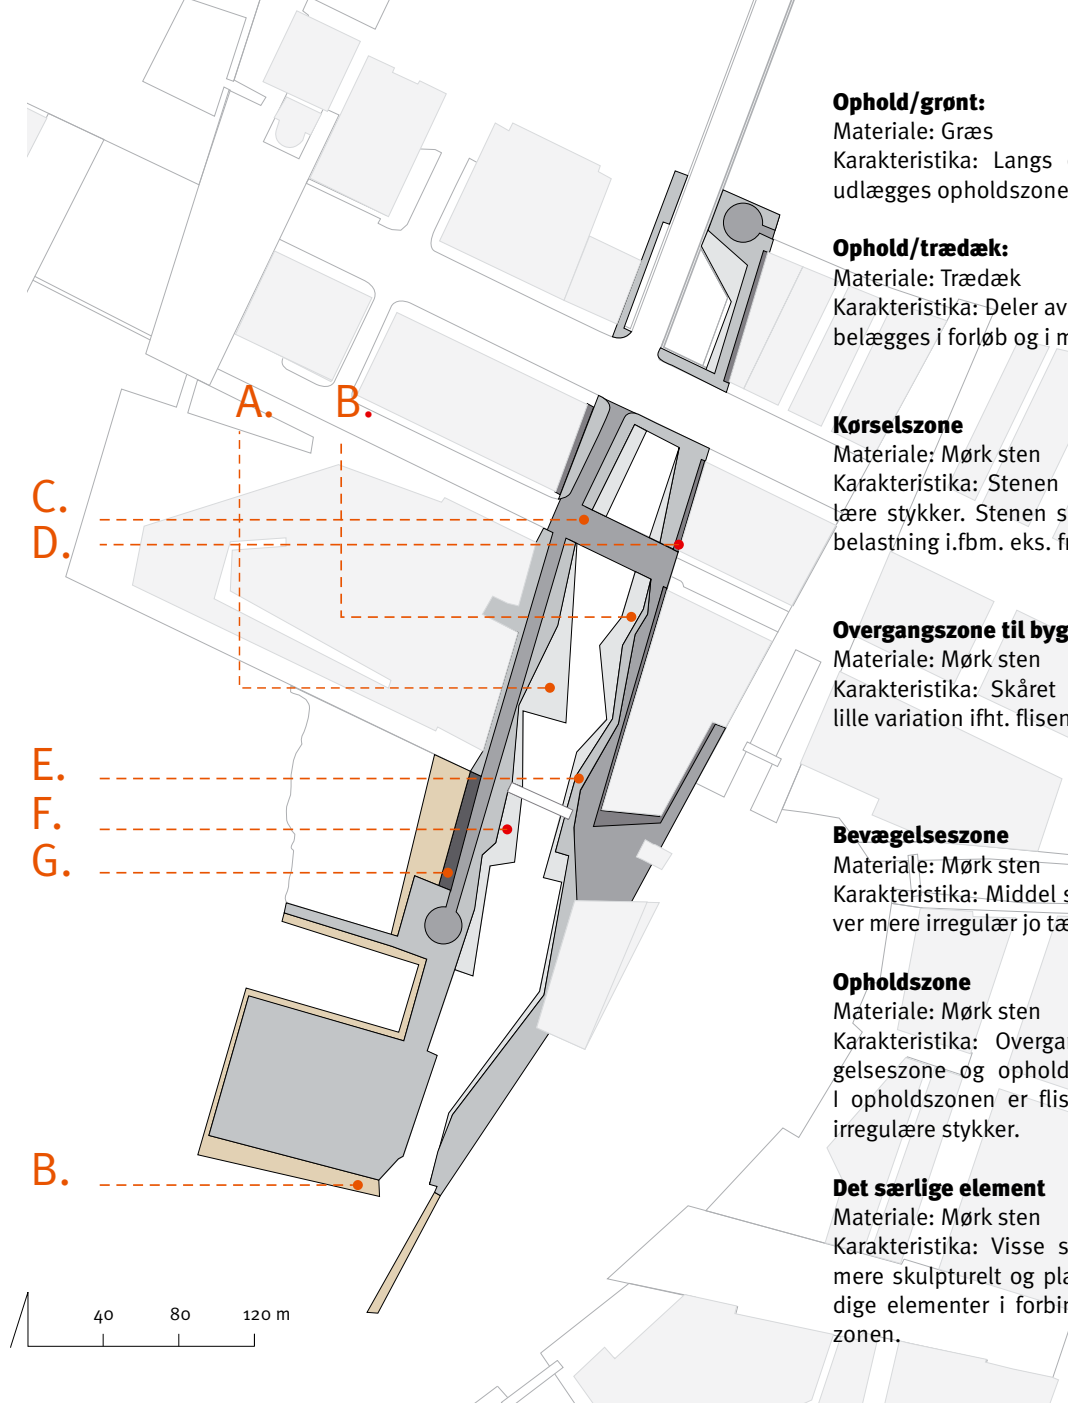 A.
B.
C.
D.
E.
F.
G.
B.
40 80 120 m
Ophold/grønt:
Materiale: Græs
Karakteristika: Langs
udlægges opholdszone
Ophold/trædæk:
Materiale: Trædæk
Karakteristika: Deler av
belægges i forløb og i m
Kørselszone
Materiale: Mørk sten
Karakteristika: Stenen
lære stykker. Stenen s
belastning i.fbm. eks. fr
Overgangszone til byg
Materiale: Mørk sten
Karakteristika: Skåret
lille variation ifht. flisen
Bevægelseszone
Materiale: Mørk sten
Karakteristika: Middel s
ver mere irregulær jo tæ
Opholdszone
Materiale: Mørk sten
Karakteristika: Overgan
gelseszone og ophold
I opholdszonen er flis
irregulære stykker.
Det særlige element
Materiale: Mørk sten
Karakteristika: Visse s
mere skulpturelt og pla
dige elementer i forbin
zonen.